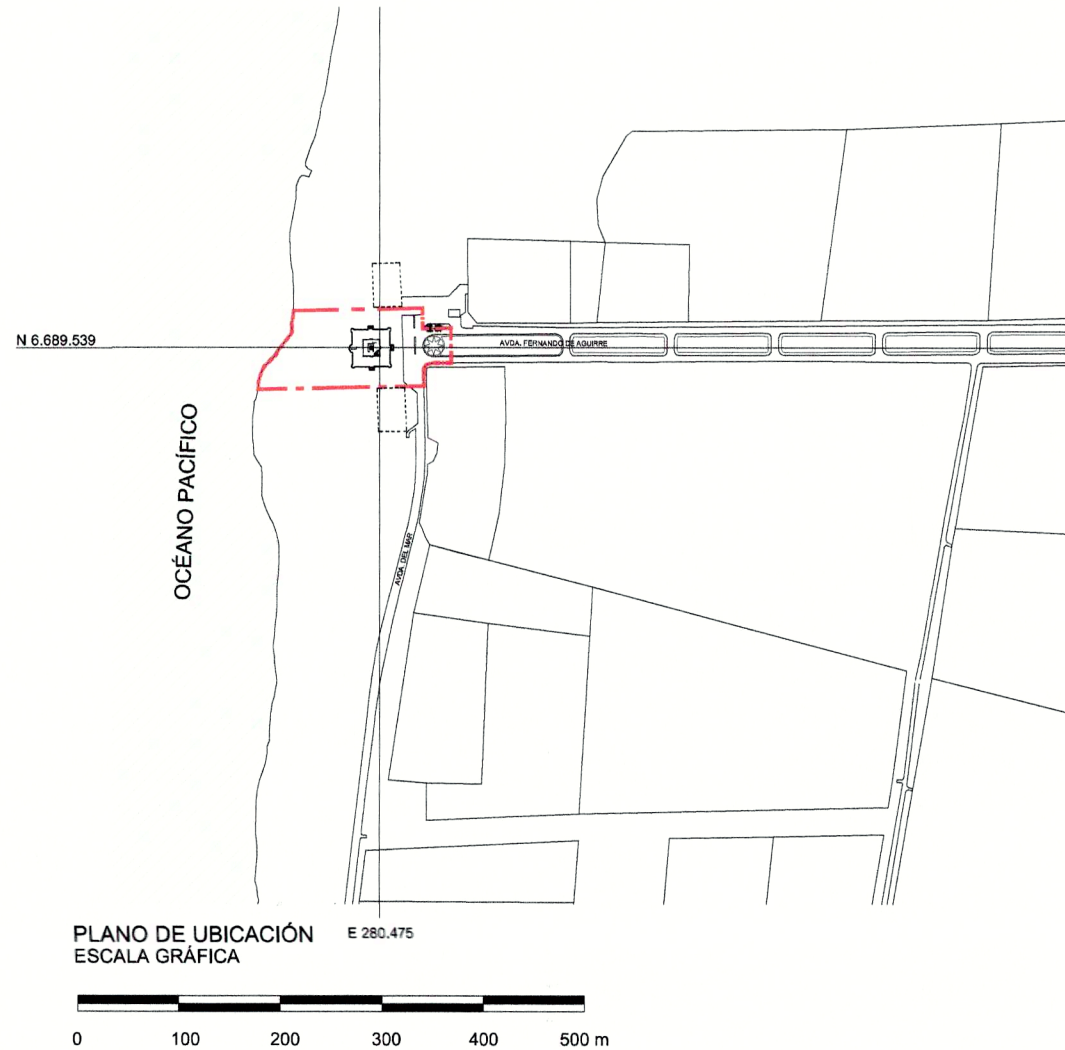 N 6.689.539
AVDA. FERNANDO DE AGUIRRE
OCÉANO PACÍFICO
AVDA. DEL MAR
PLANO DE UBICACIÓN
E 280.475
ESCALA GRÁFICA
0 100 200 300 400 500 m